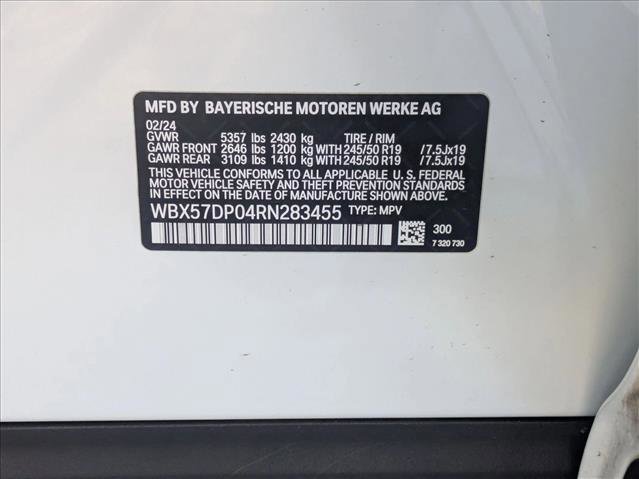 MFD BY BAYERISCHE MOTOREN WERKE AG
02/24
GVWR 5357 lbs 2430 kg TIRE / RIM
GAWR FRONT 2646 lbs 1200 kg WITH 245/50 R19 /7.5Jx19
GAWR REAR 3109 lbs 1410 kg WITH 245/50 R19 /7.5Jx19
THIS VEHICLE CONFORMS TO ALL APPLICABLE U. S. FEDERAL
MOTOR VEHICLE SAFETY AND THEFT PREVENTION STANDARDS
IN EFFECT ON THE DATE OF MANUFACTURE SHOWN ABOVE.
WBX57DP04RN283455 TYPE: MPV
300
7 320 730